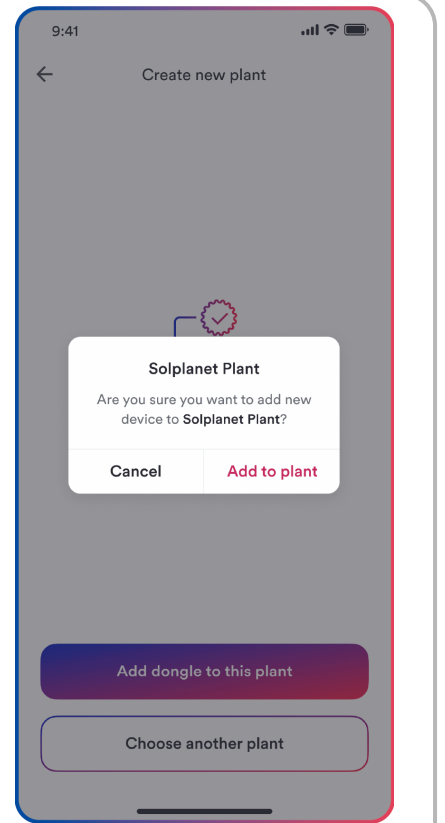 9:41
Create new plant
Solplanet Plant
Are you sure you want to add new
device to Solplanet Plant?
Cancel
Add to plant
Add dongle to this plant
Choose another plant